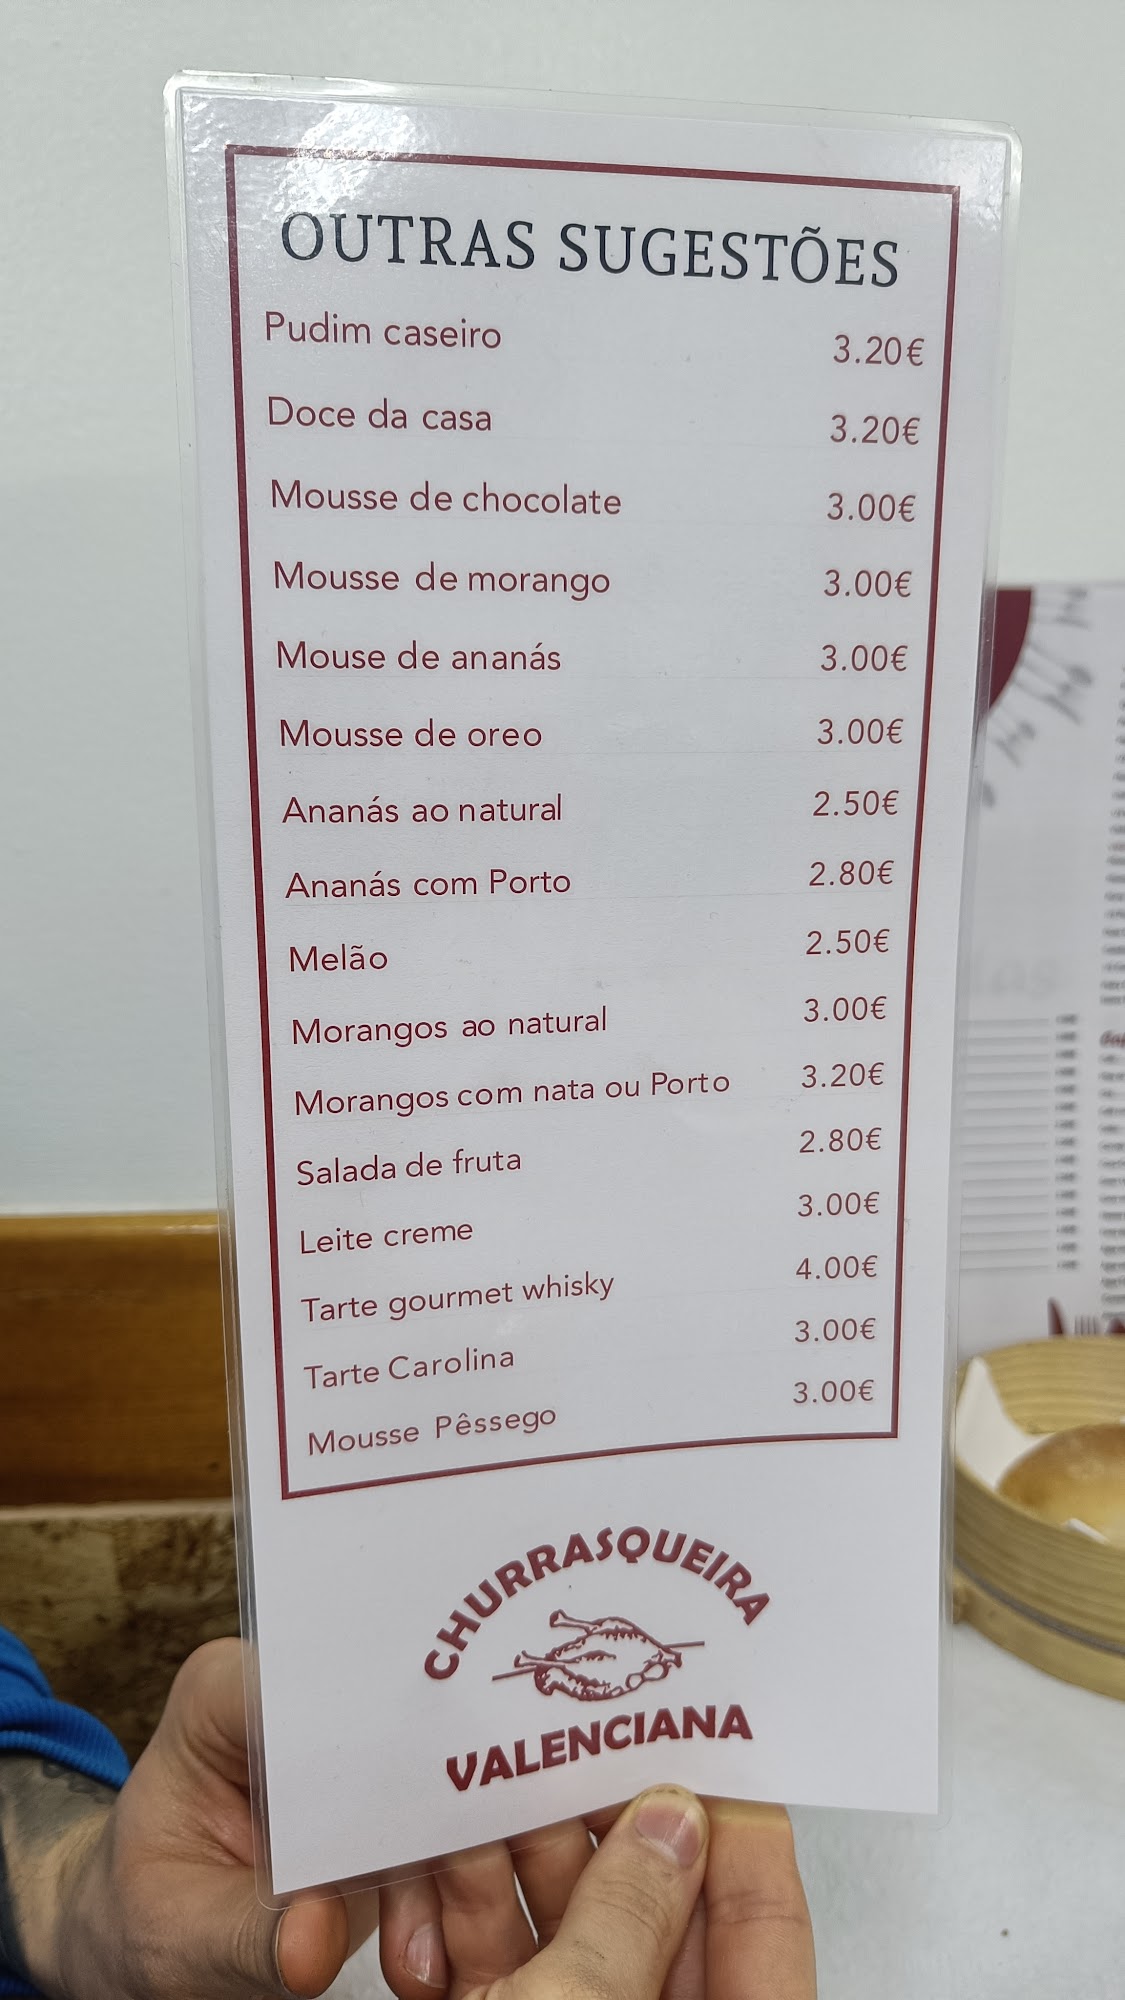 OUTRAS SUGESTÕES
Pudim caseiro 3.20€
Doce da casa 3.20€
Mousse de chocolate 3.00€
Mousse de morango 3.00€
Mouse de ananás 3.00€
Mousse de oreo 3.00€
Ananás ao natural 2.50€
Ananás com Porto 2.80€
Melão 2.50€
Morangos ao natural 3.00€
Morangos com nata ou Porto 3.20€
Salada de fruta 2.80€
Leite creme 3.00€
Tarte gourmet whisky 4.00€
Tarte Carolina 3.00€
Mousse Pêssego 3.00€
CHURRASQUEIRA
VALENCIANA